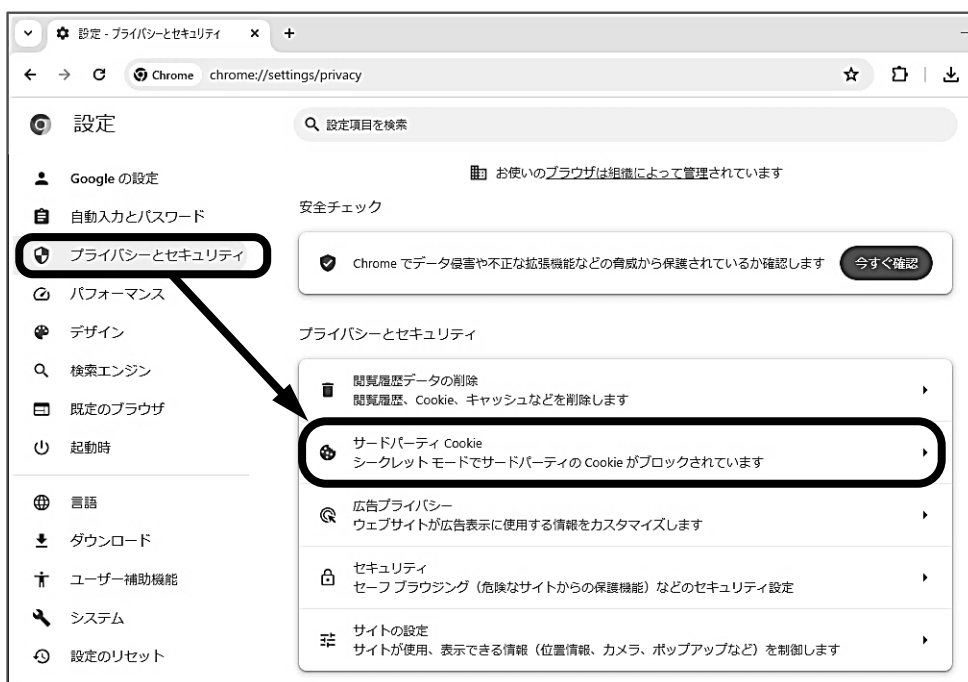 設定 - プライバシーとセキュリティ
Chrome chrome://settings/privacy
設定
設定項目を検索
Google の設定
自動入力とパスワード
プライバシーとセキュリティ
パフォーマンス
デザイン
検索エンジン
既定のブラウザ
起動時
言語
ダウンロード
ユーザー補助機能
システム
設定のリセット
お使いのブラウザは組織によって管理されています
安全チェック
Chrome でデータ侵害や不正な拡張機能などの脅威から保護されているか確認します
今すぐ確認
プライバシーとセキュリティ
閲覧履歴データの削除
閲覧履歴、Cookie、キャッシュなどを削除します
サードパーティ Cookie
シークレット モードでサードパーティの Cookie がブロックされています
広告プライバシー
ウェブサイトが広告表示に使用する情報をカスタマイズします
セキュリティ
セーフ ブラウジング（危険なサイトからの保護機能）などのセキュリティ設定
サイトの設定
サイトが使用、表示できる情報（位置情報、カメラ、ポップアップなど）を制御します